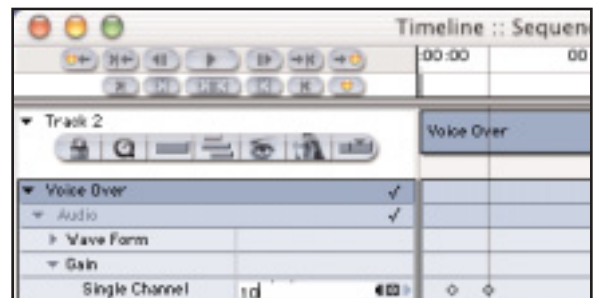 Timeline :: Sequen
:00:00 00
Track 2
Voice Over
Voice Over
Audio
Wave Form
Gain
Single Channel 10